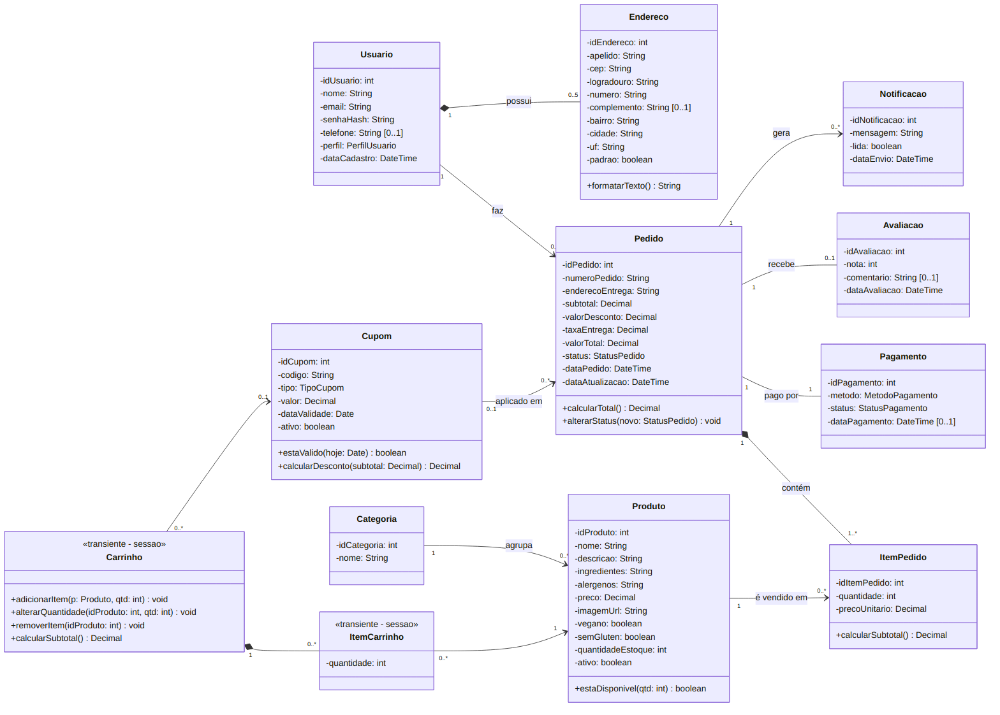 Endereco
-idEndereco: int
-apelido: String
-cep: String
-logradouro: String
-numero: String
-complemento: String [0..1]
-bairro: String
-cidade: String
-uf: String
-padrao: boolean
+formatarTexto() : String
Usuario
-idUsuario: int
-nome: String
-email: String
-senhaHash: String
-telefone: String [0..1]
-perfil: PerfilUsuario
-dataCadastro: DateTime
1
possui
0..5
1
faz
0..
Notificacao
-idNotificacao: int
-mensagem: String
-lida: boolean
-dataEnvio: DateTime
gera
0..*
1
Avaliacao
-idAvaliacao: int
-nota: int
-comentario: String [0..1]
-dataAvaliacao: DateTime
recebe
0..1
1
Pedido
-idPedido: int
-numeroPedido: String
-enderecoEntrega: String
-subtotal: Decimal
-valorDesconto: Decimal
-taxaEntrega: Decimal
-valorTotal: Decimal
-status: StatusPedido
-dataPedido: DateTime
-dataAtualizacao: DateTime
+calcularTotal() : Decimal
+alterarStatus(novo: StatusPedido) : void
Pagamento
-idPagamento: int
-metodo: MetodoPagamento
-status: StatusPagamento
-dataPagamento: DateTime [0..1]
1
pago por
1
Cupom
-idCupom: int
-codigo: String
-tipo: TipoCupom
-valor: Decimal
-dataValidade: Date
-ativo: boolean
+estaValido(hoje: Date) : boolean
+calcularDesconto(subtotal: Decimal) : Decimal
0..1
aplicado em
0..*
0..1
0..*
1
contém
1..*
«transiente - sessao»
Carrinho
+adicionarItem(p: Produto, qtd: int) : void
+alterarQuantidade(idProduto: int, qtd: int) : void
+removerItem(idProduto: int) : void
+calcularSubtotal() : Decimal
1
0..*
Categoria
-idCategoria: int
-nome: String
1
agrupa
0..*
«transiente - sessao»
ItemCarrinho
-quantidade: int
0..*
1
Produto
-idProduto: int
-nome: String
-descricao: String
-ingredientes: String
-alergenos: String
-preco: Decimal
-imagemUrl: String
-vegano: boolean
-semGluten: boolean
-quantidadeEstoque: int
-ativo: boolean
+estaDisponivel(qtd: int) : boolean
1
é vendido em
0..*
ItemPedido
-idItemPedido: int
-quantidade: int
-precoUnitario: Decimal
+calcularSubtotal() : Decimal